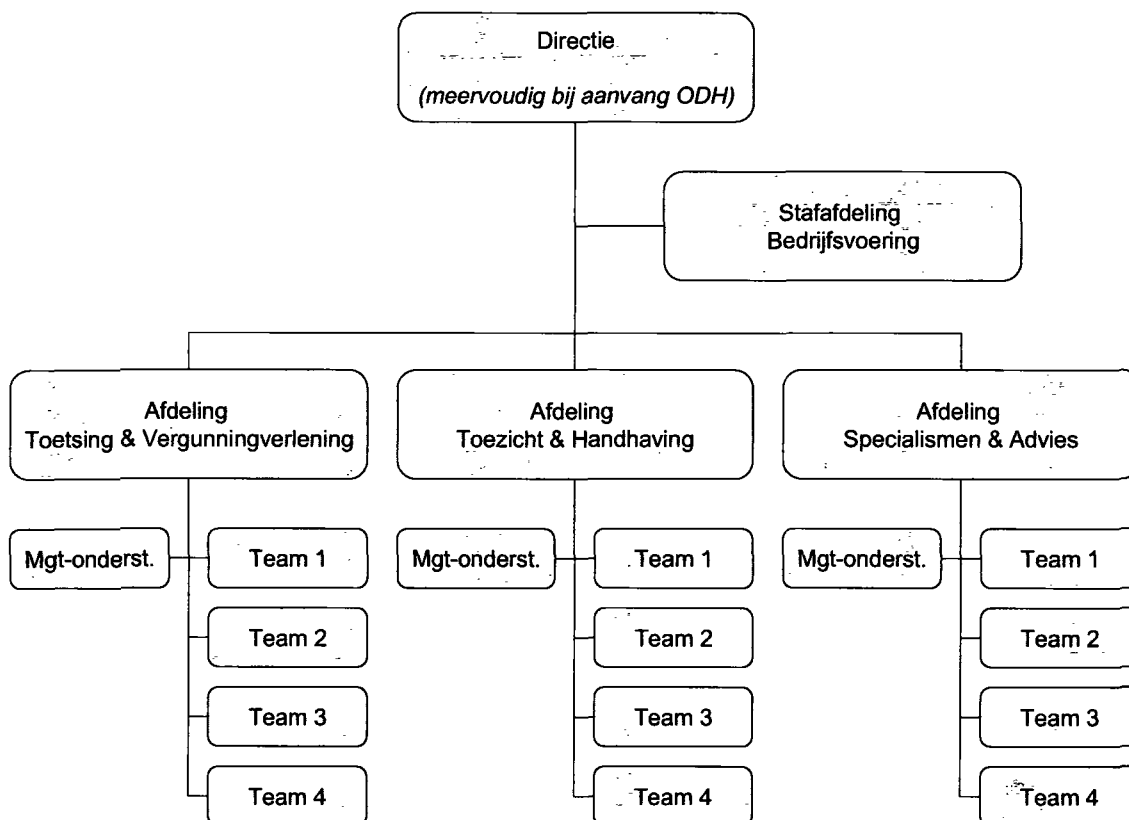 Directie
(meervoudig bij aanvang ODH)
Stafafdeling
Bedrijfsvoering
Afdeling
Toetsing & Vergunningverlening
Afdeling
Toezicht & Handhaving
Afdeling
Specialismen & Advies
Mgt-onderst.
Team 1
Team 2
Team 3
Team 4
Mgt-onderst.
Team 1
Team 2
Team 3
Team 4
Mgt-onderst.
Team 1
Team 2
Team 3
Team 4